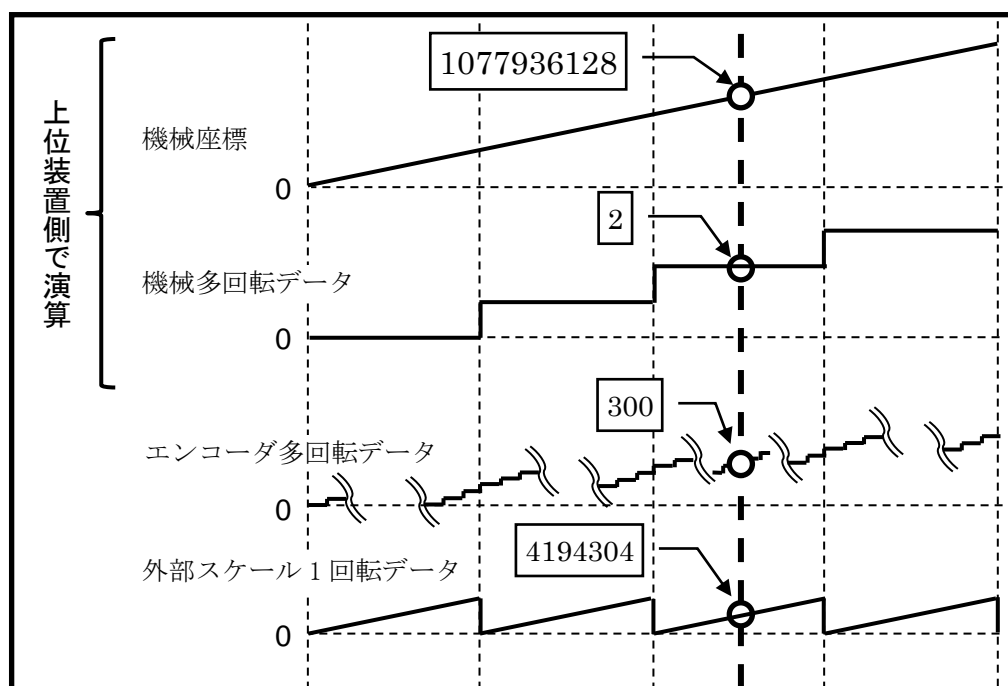 上位装置側で演算
1077936128
機械座標
0
2
機械多回転データ
0
300
エンコーダ多回転データ
0
4194304
外部スケール1回転データ
0